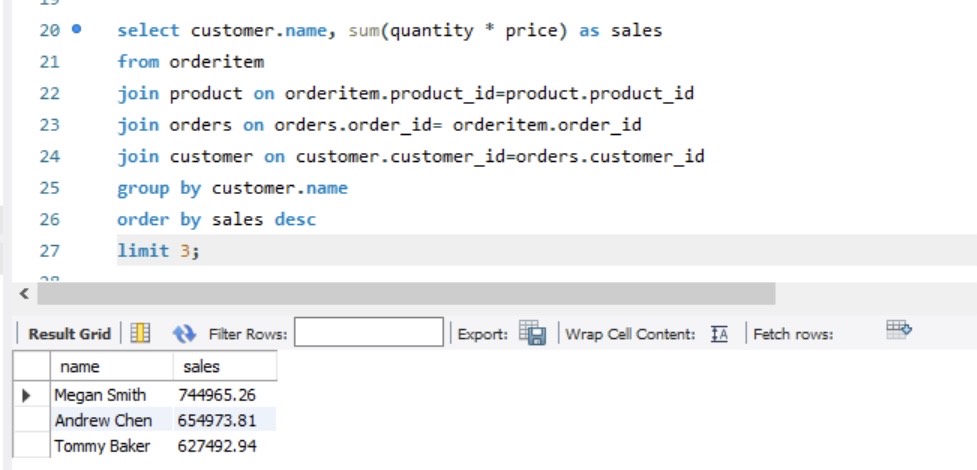 20 select customer.name, sum(quantity * price) as sales
21 from orderitem
22 join product on orderitem.product_id=product.product_id
23 join orders on orders.order_id= orderitem.order_id
24 join customer on customer.customer_id=orders.customer_id
25 group by customer.name
26 order by sales desc
27 limit 3;
Result Grid Filter Rows: Export: Wrap Cell Content: IA Fetch rows:
name sales
Megan Smith 744965.26
Andrew Chen 654973.81
Tommy Baker 627492.94